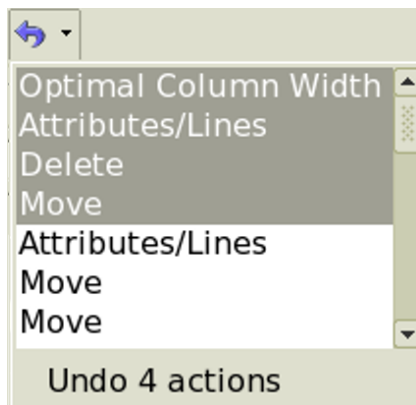 Optimal Column Width
Attributes/Lines
Delete
Move
Attributes/Lines
Move
Move
Undo 4 actions